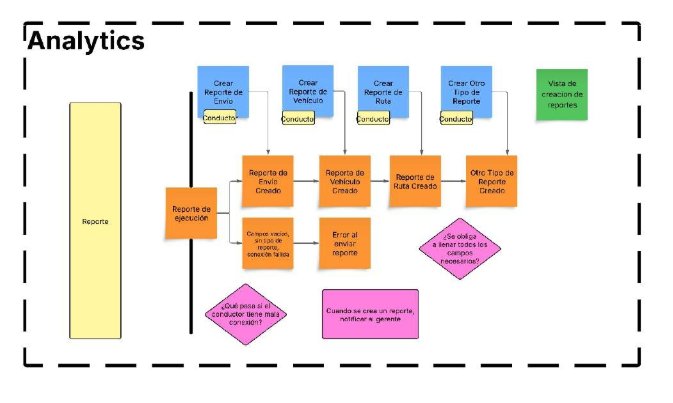 Analytics
Crear
Reporte de
Envío
Conductor
Crear
Reporte de
Vehículo
Conductor
Crear
Reporte de
Ruta
Conductor
Crear Otro
Tipo de
Reporte
Conductor
Vista de
creación de
reportes
Reporte
Reporte de
ejecución
Reporte de
Envío
Creado
Reporte de
Vehículo
Creado
Reporte de
Ruta Creado
Otro Tipo de
Reporte
Creado
Campos vacíos,
sin tipo de
reporte,
conexión fallida
Error al
enviar
reporte
¿Se obliga
a llenar todos los
campos
necesarios?
¿Qué pasa si el
conductor tiene mala
conexión?
Cuando se crea un reporte,
notificar al gerente.